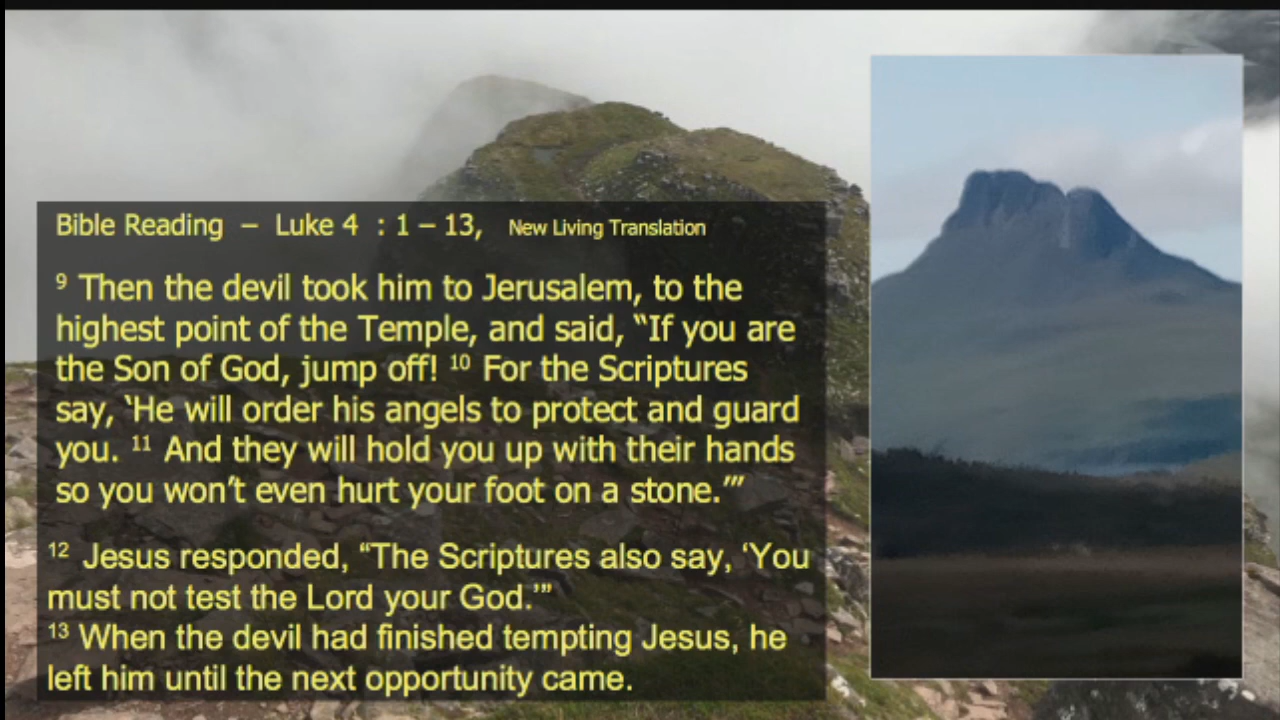 Bible Reading – Luke 4 : 1 – 13, New Living Translation
⁹ Then the devil took him to Jerusalem, to the
highest point of the Temple, and said, “If you are
the Son of God, jump off! ¹⁰ For the Scriptures
say, ‘He will order his angels to protect and guard
you. ¹¹ And they will hold you up with their hands
so you won’t even hurt your foot on a stone.’”
¹² Jesus responded, “The Scriptures also say, ‘You
must not test the Lord your God.’”
¹³ When the devil had finished tempting Jesus, he
left him until the next opportunity came.